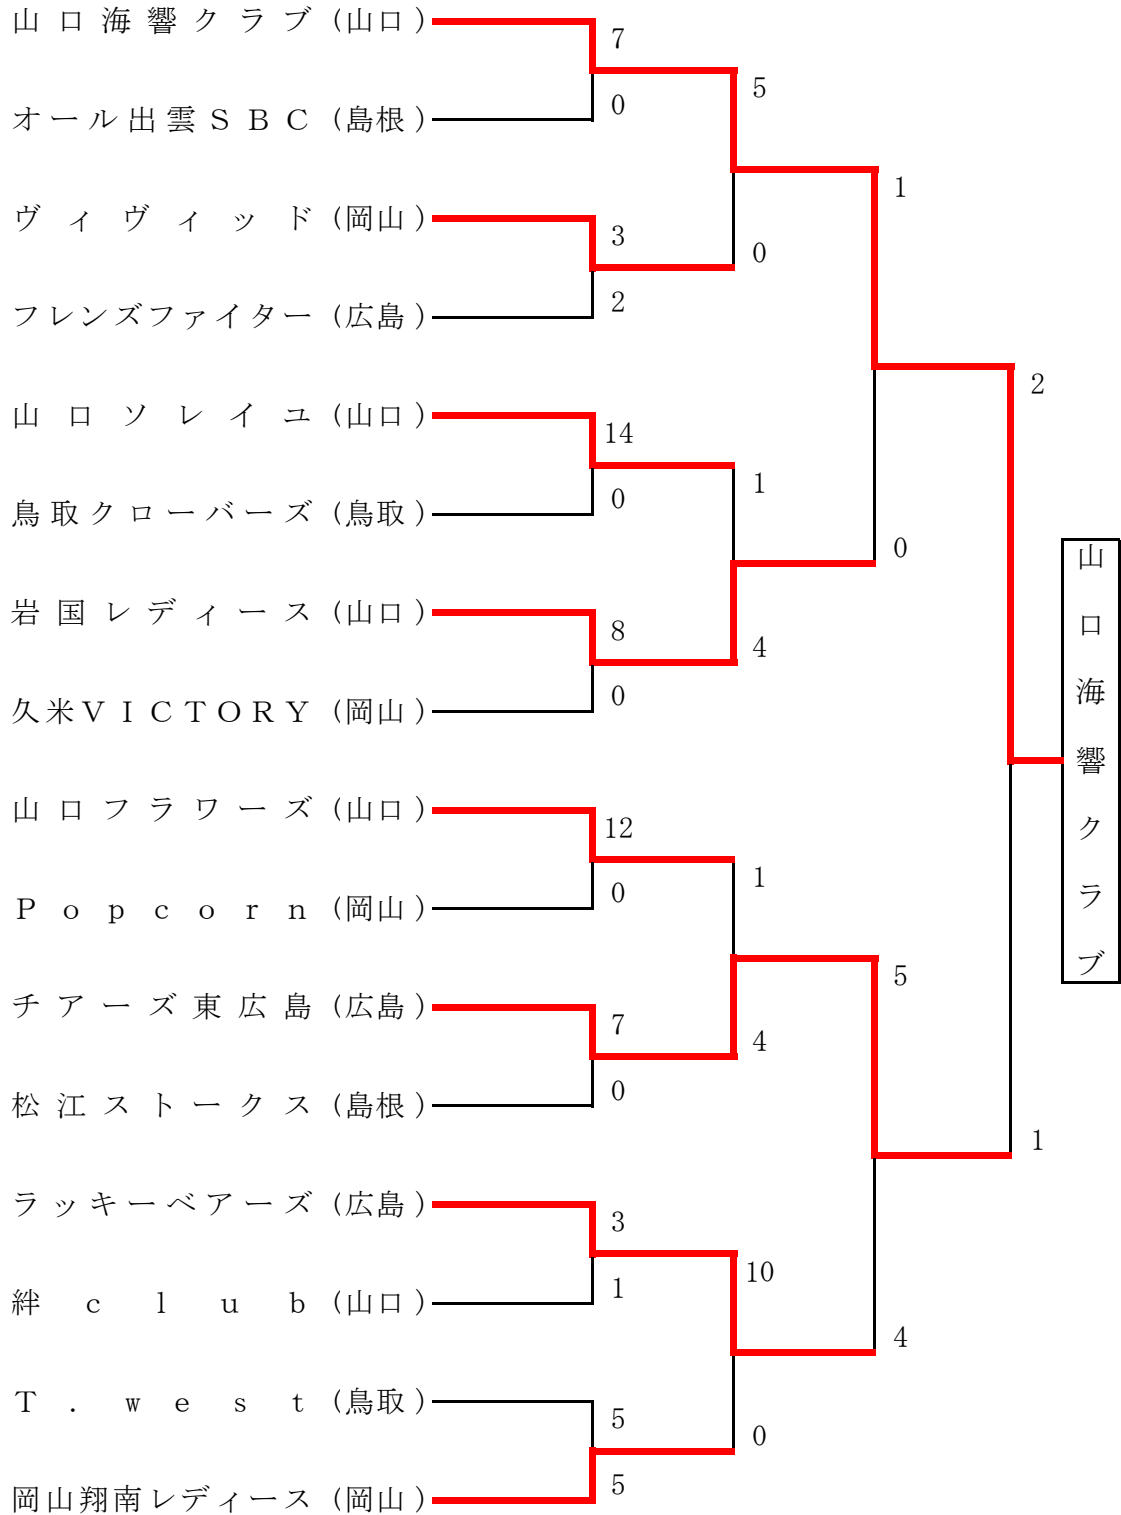 山口海響クラブ(山口)
7
5
オール出雲SBC(島根)
0
1
ヴィヴィッド(岡山)
3
0
フレンズファイター(広島)
2
2
山口ソレイユ(山口)
14
1
鳥取クローバーズ(鳥取)
0
0
岩国レディース(山口)
8
4
久米VICTORY(岡山)
0
山口海響クラブ
山口フラワーズ(山口)
12
1
Popcorn(岡山)
0
5
チアーズ東広島(広島)
7
4
松江ストークス(島根)
0
1
ラッキーベアーズ(広島)
3
10
絆club(山口)
1
4
T.west(鳥取)
5
0
岡山翔南レディース(岡山)
5